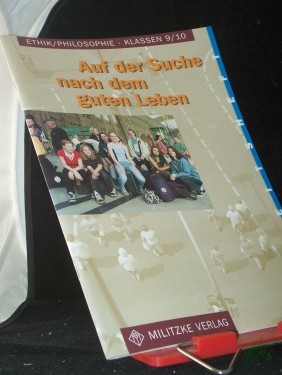 ETHIK/PHILOSOPHIE · KLASSEN 9/10
Auf der Suche
nach dem
guten Leben
MILITZKE VERLAG